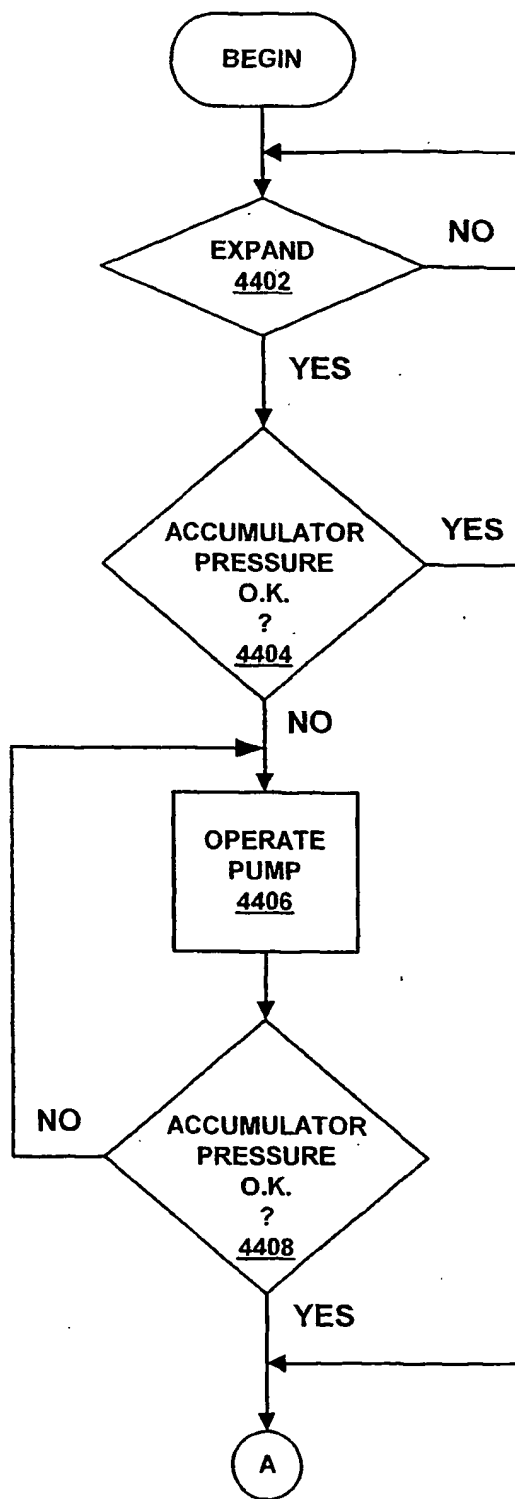 BEGIN
EXPAND
4402
NO
YES
ACCUMULATOR
PRESSURE
O.K.
?
4404
YES
NO
OPERATE
PUMP
4406
ACCUMULATOR
PRESSURE
O.K.
?
4408
NO
YES
A